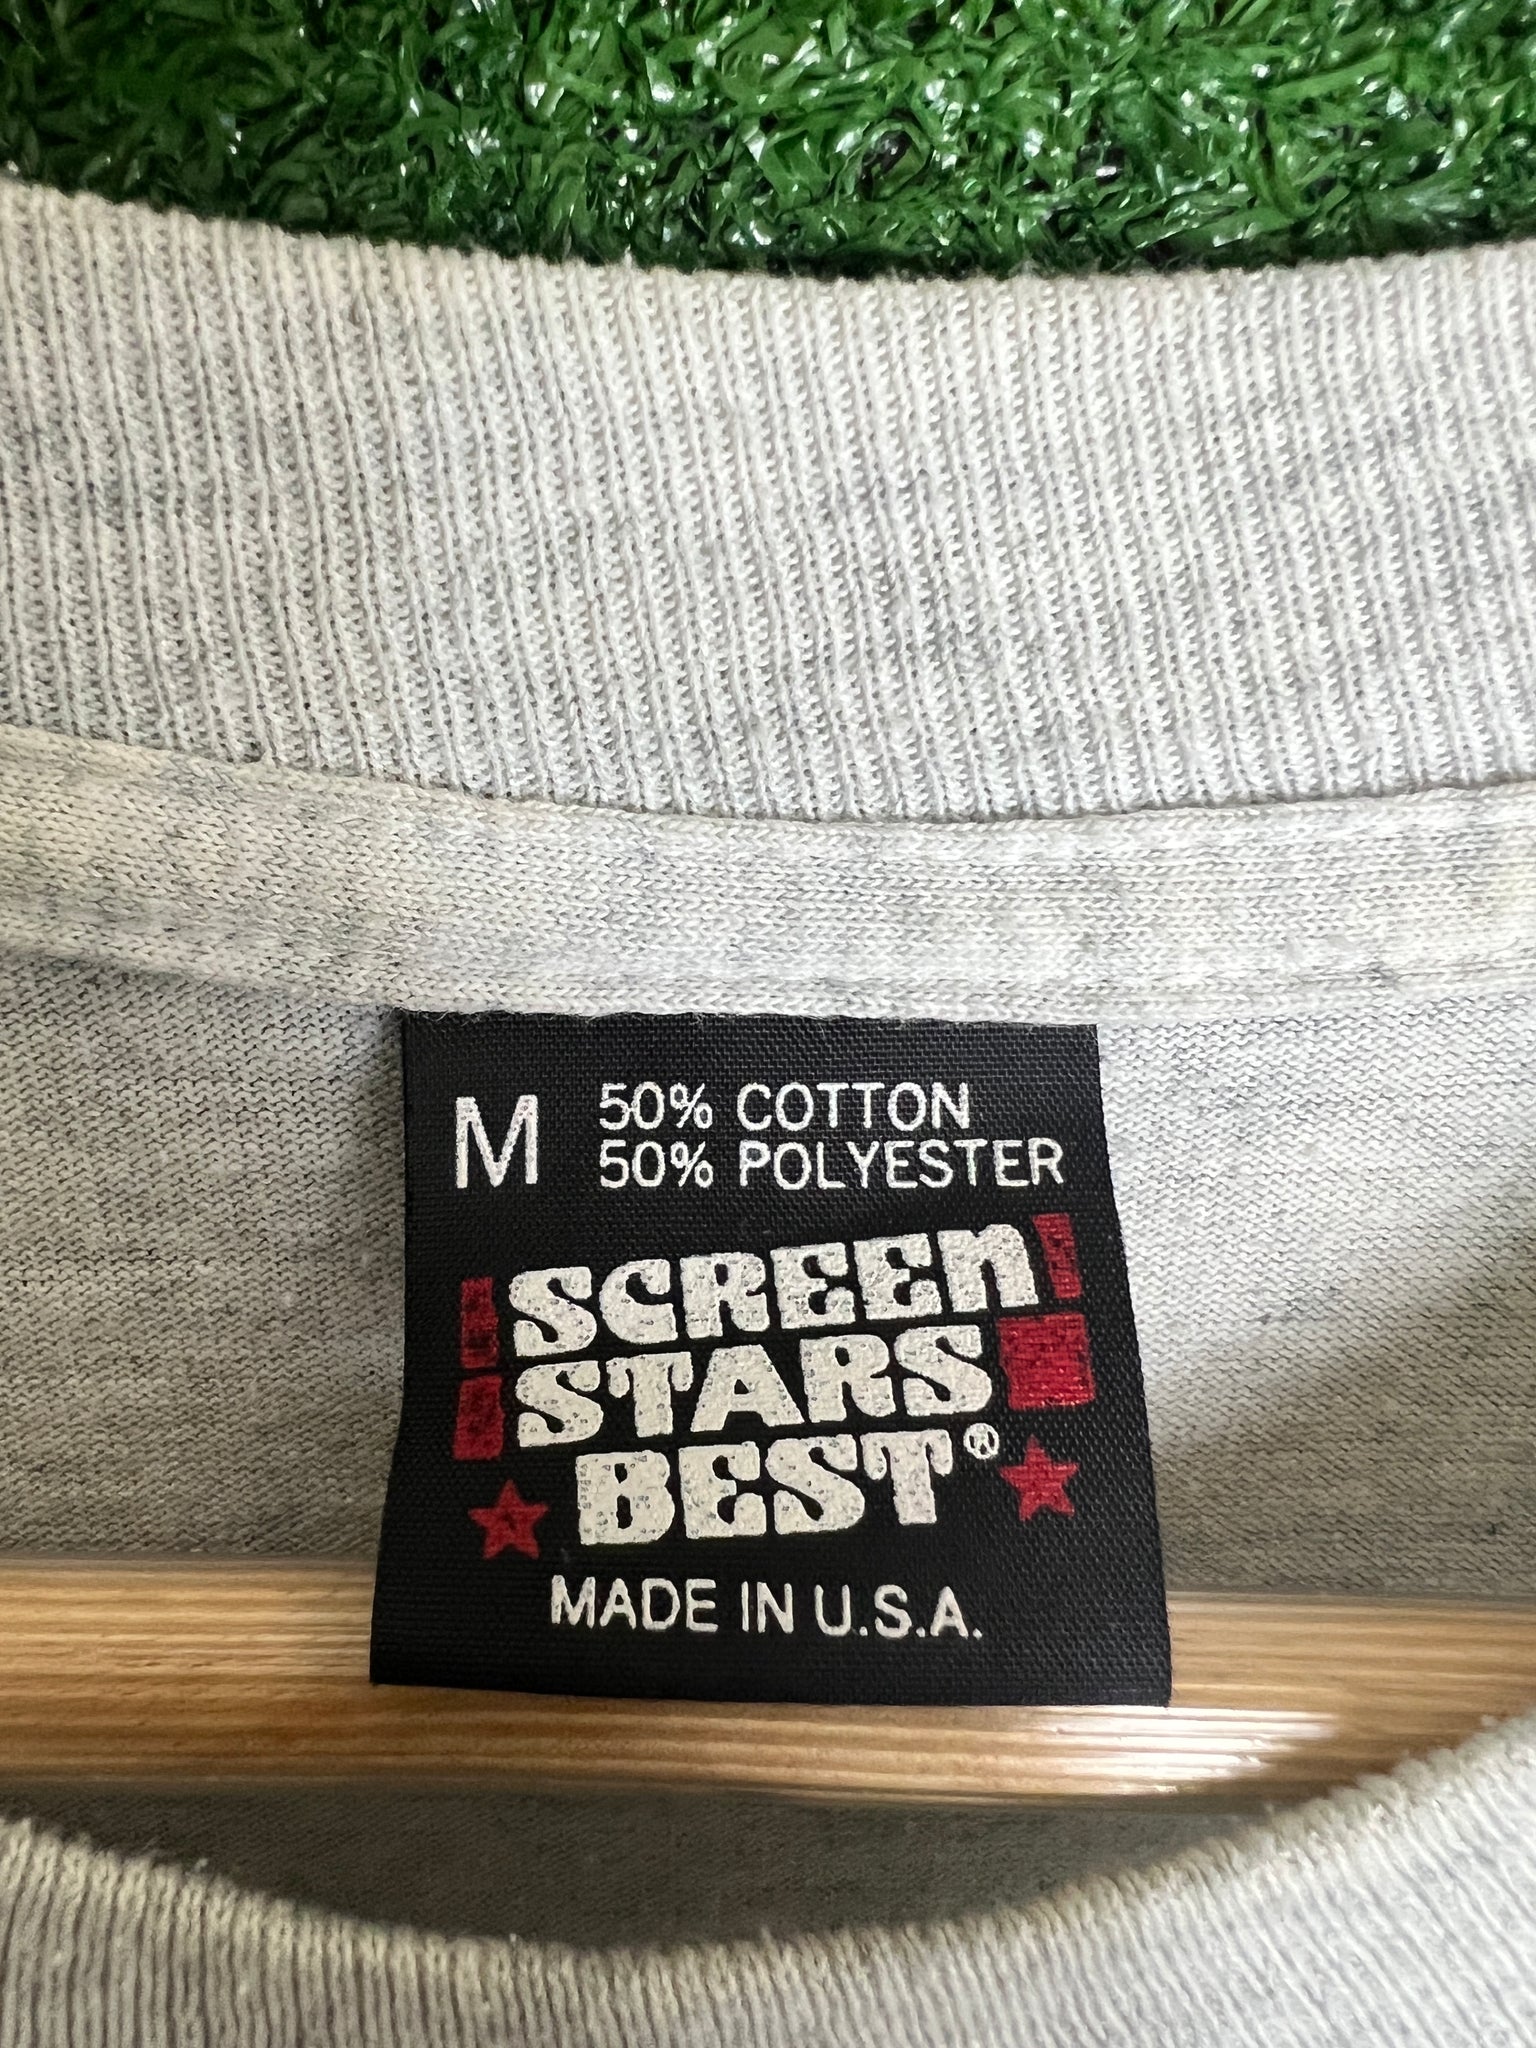 M
50% COTTON
50% POLYESTER
SCREEN
STARS
BEST®
MADE IN U.S.A.